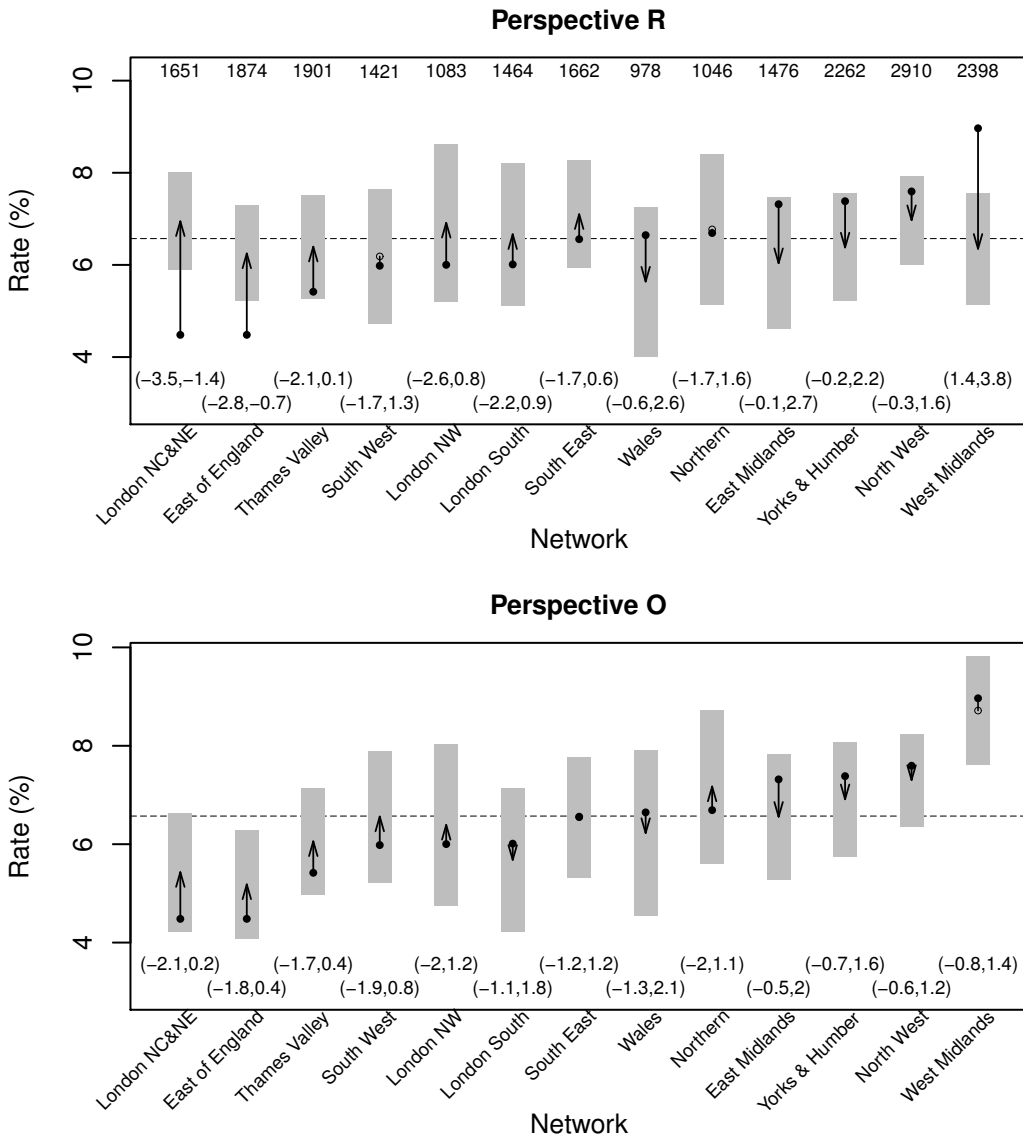 Perspective R
1651 1874 1901 1421 1083 1464 1662 978 1046 1476 2262 2910 2398
10
8
6
4
Rate (%)
(−3.5,−1.4) (−2.1,0.1) (−2.6,0.8) (−1.7,0.6) (−1.7,1.6) (−0.2,2.2) (1.4,3.8)
(−2.8,−0.7) (−1.7,1.3) (−2.2,0.9) (−0.6,2.6) (−0.1,2.7) (−0.3,1.6)
London NC&NE
East of England
Thames Valley
South West
London NW
London South
South East
Wales
Northern
East Midlands
Yorks & Humber
North West
West Midlands
Network
Perspective O
10
8
6
4
Rate (%)
(−2.1,0.2) (−1.7,0.4) (−2,1.2) (−1.2,1.2) (−2,1.1) (−0.7,1.6) (−0.8,1.4)
(−1.8,0.4) (−1.9,0.8) (−1.1,1.8) (−1.3,2.1) (−0.5,2) (−0.6,1.2)
London NC&NE
East of England
Thames Valley
South West
London NW
London South
South East
Wales
Northern
East Midlands
Yorks & Humber
North West
West Midlands
Network